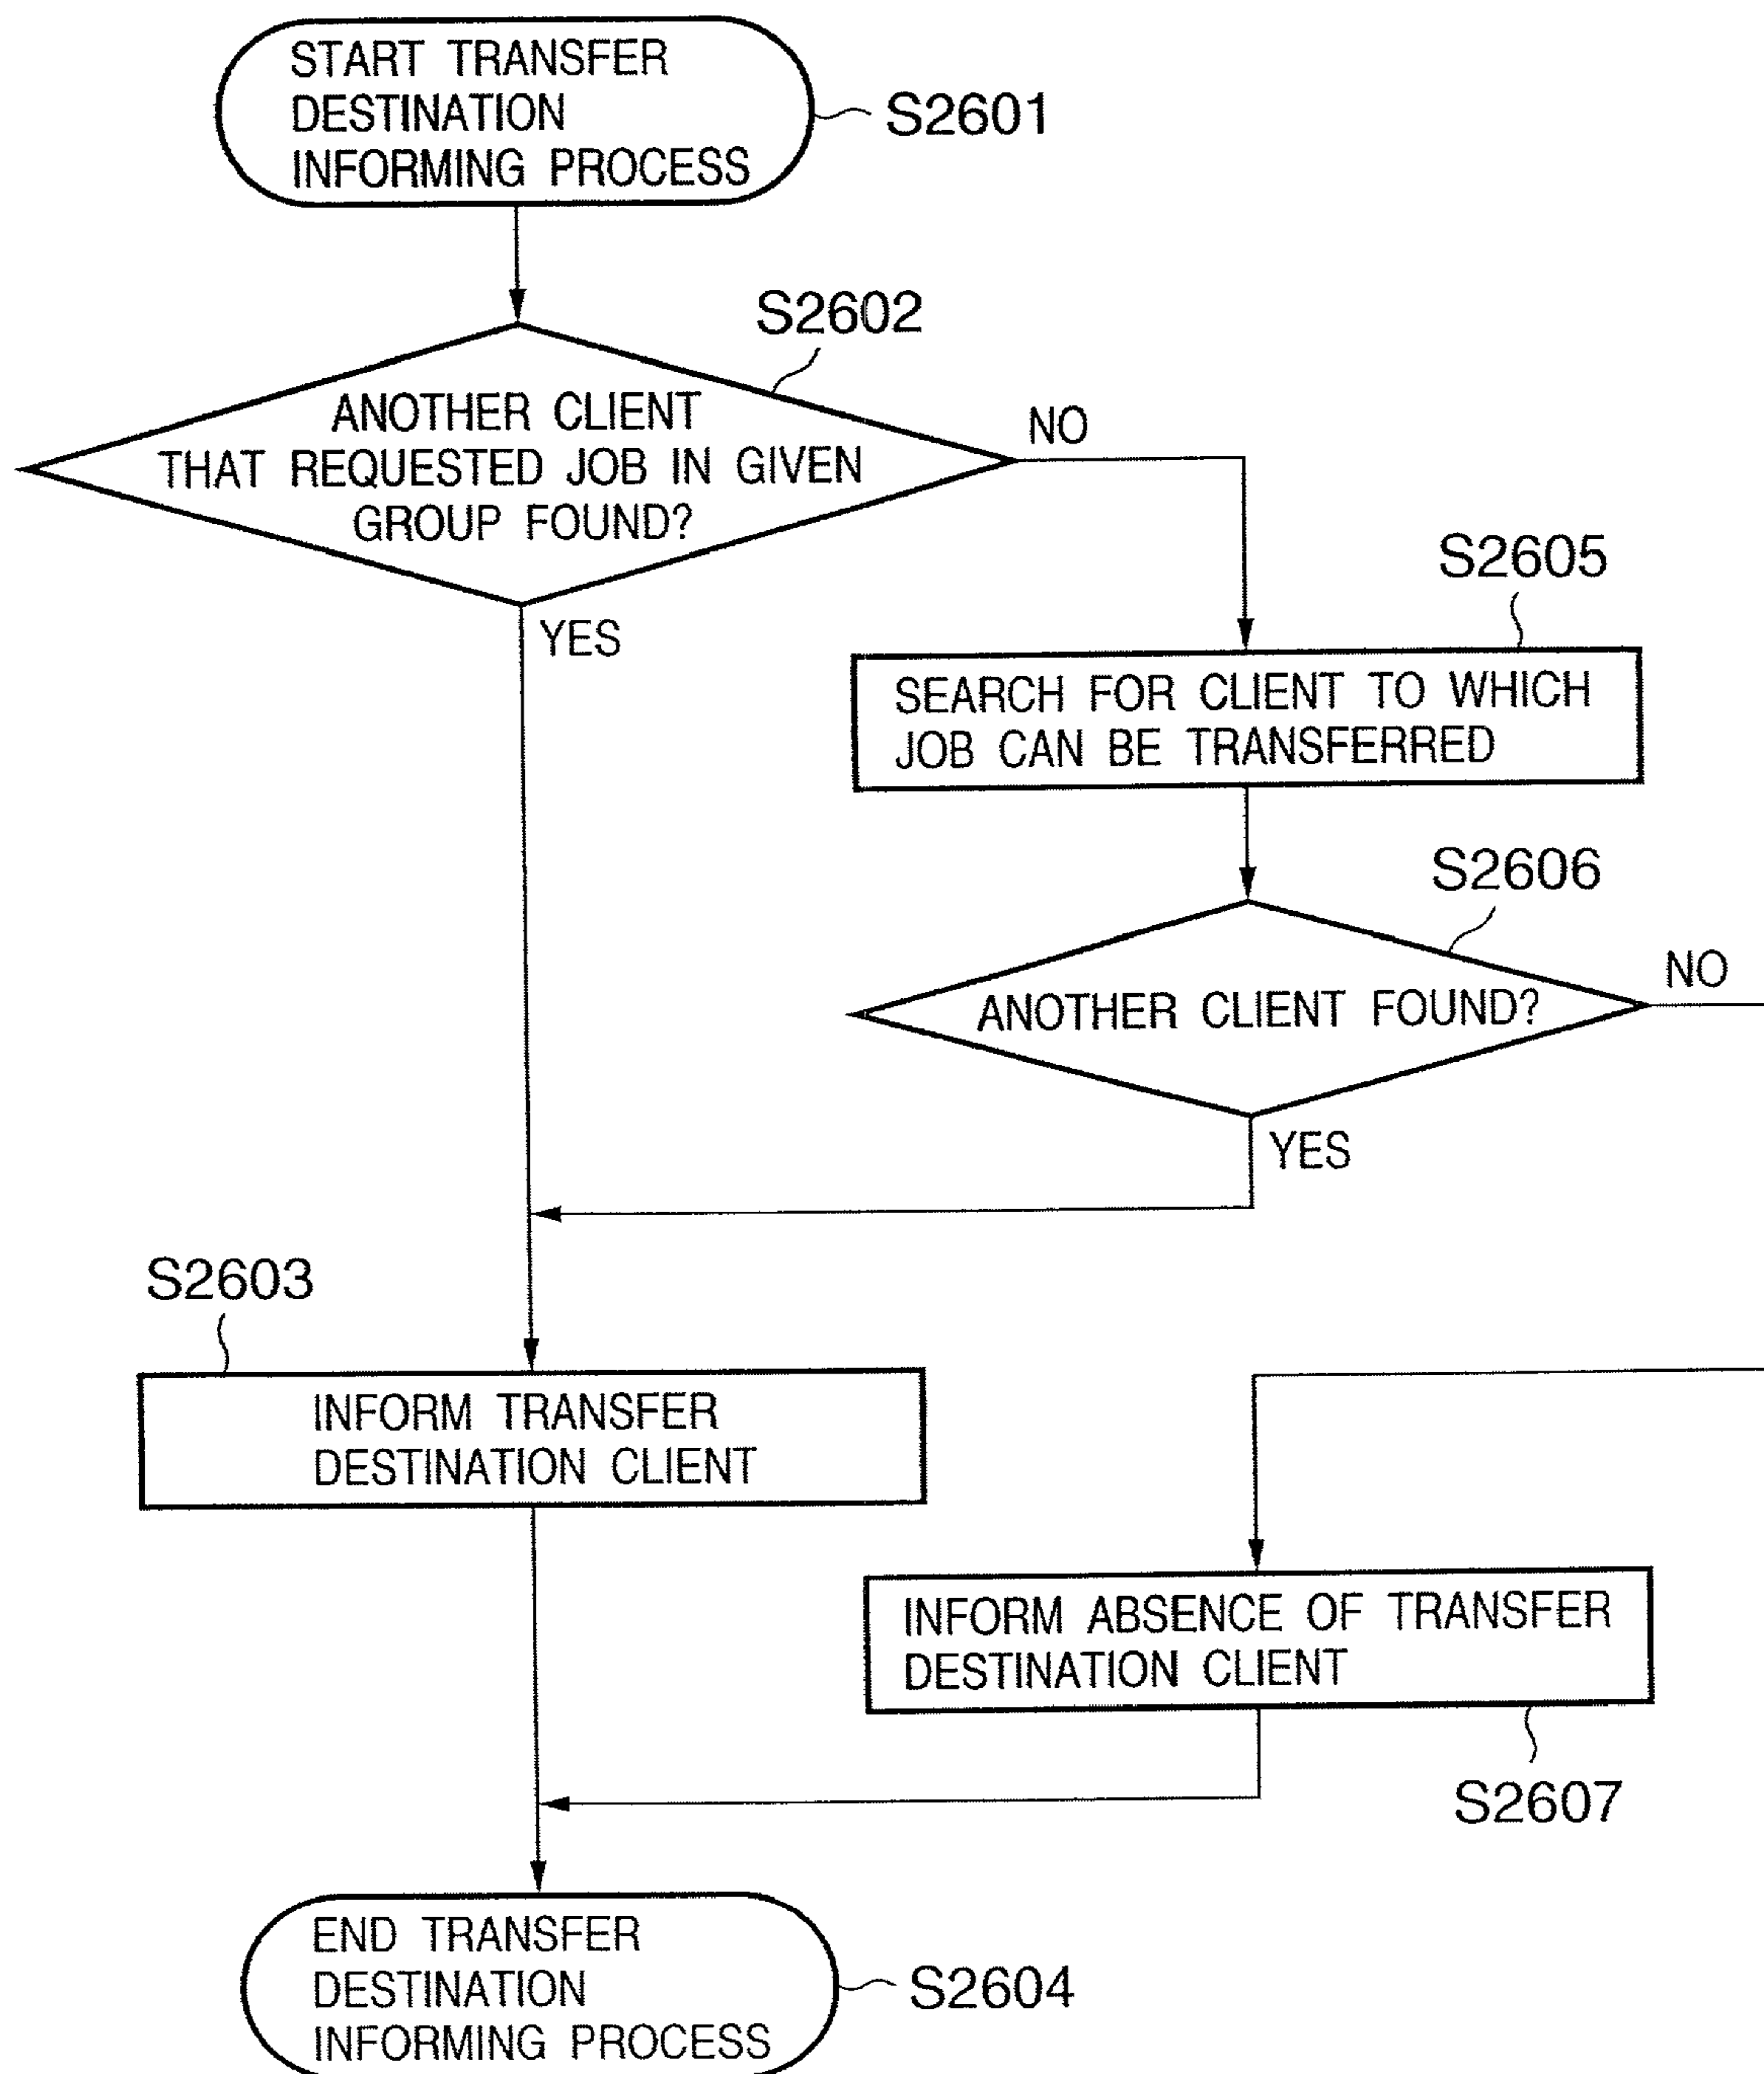 START TRANSFER
DESTINATION
INFORMING PROCESS
S2601
S2602
ANOTHER CLIENT
THAT REQUESTED JOB IN GIVEN
GROUP FOUND?
NO
YES
S2605
SEARCH FOR CLIENT TO WHICH
JOB CAN BE TRANSFERRED
S2606
ANOTHER CLIENT FOUND?
NO
YES
S2603
INFORM TRANSFER
DESTINATION CLIENT
INFORM ABSENCE OF TRANSFER
DESTINATION CLIENT
S2607
END TRANSFER
DESTINATION
INFORMING PROCESS
S2604